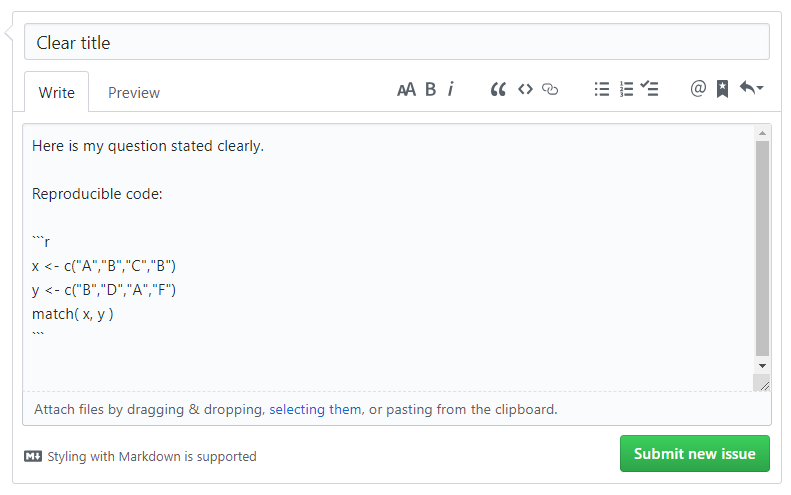 Clear title
Write Preview AA B i @
Here is my question stated clearly.
Reproducible code:
```r
x <- c("A","B","C","B")
y <- c("B","D","A","F")
match( x, y )
```
Attach files by dragging & dropping, selecting them, or pasting from the clipboard.
M Styling with Markdown is supported
Submit new issue